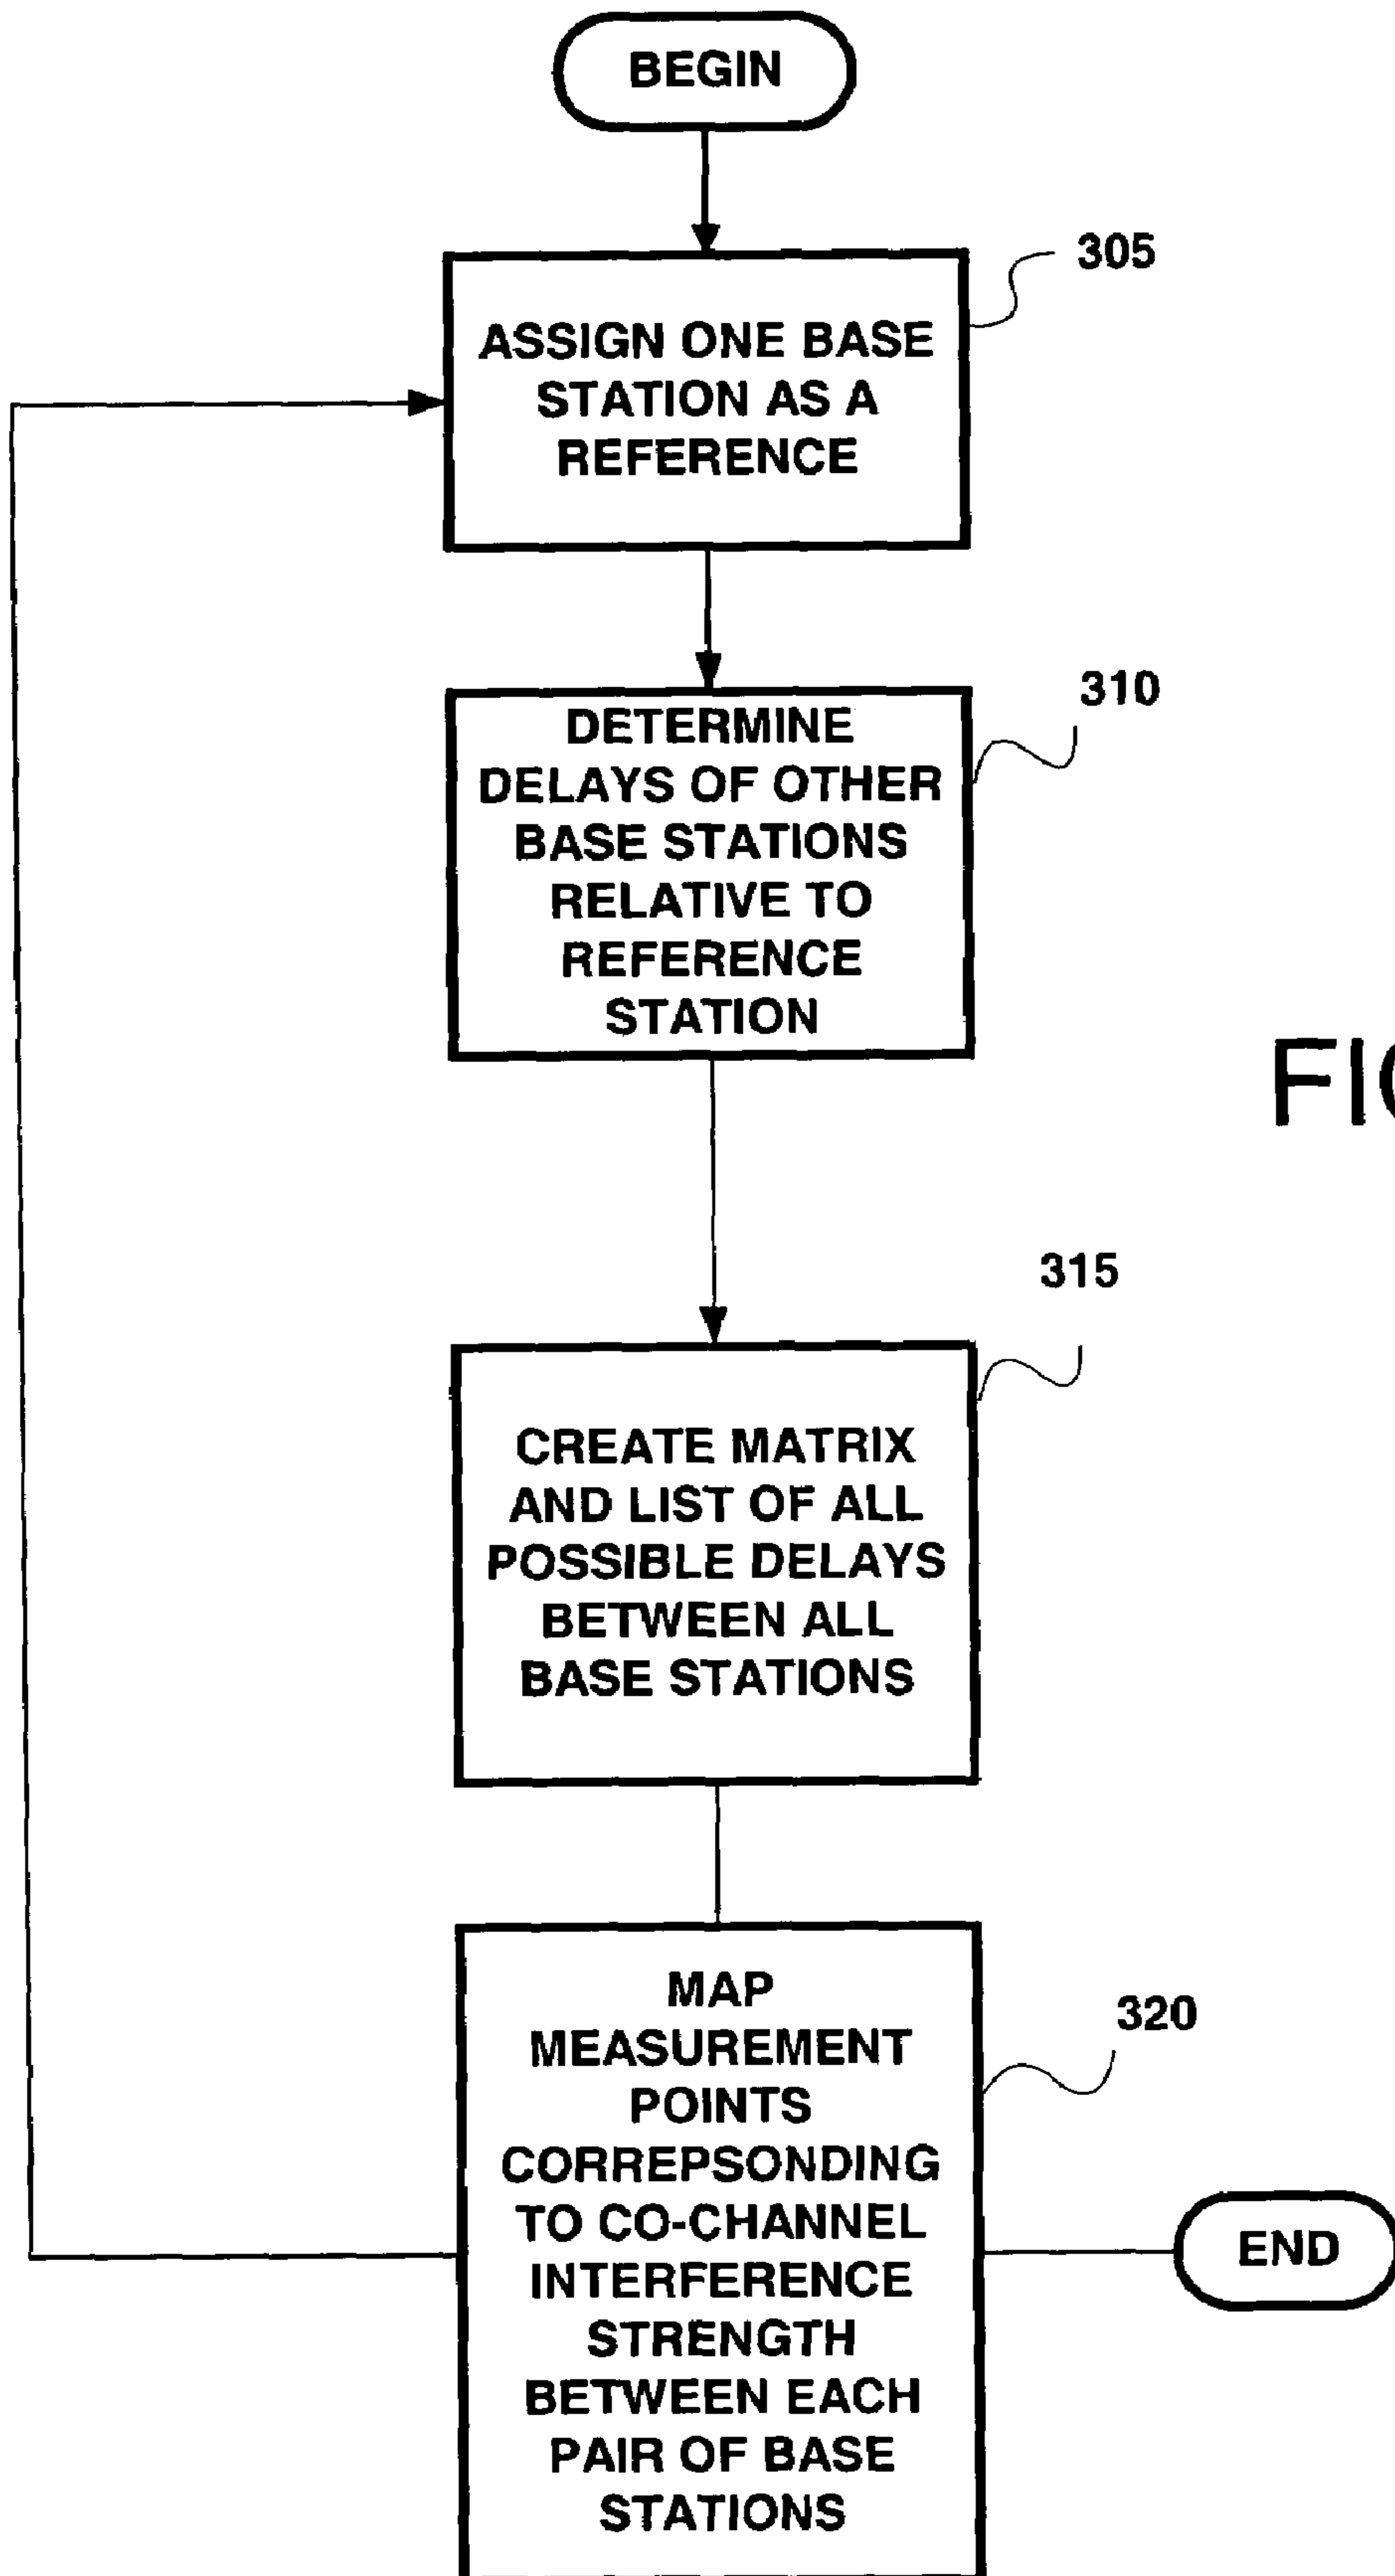 BEGIN
305
ASSIGN ONE BASE
STATION AS A
REFERENCE
310
DETERMINE
DELAYS OF OTHER
BASE STATIONS
RELATIVE TO
REFERENCE
STATION
315
CREATE MATRIX
AND LIST OF ALL
POSSIBLE DELAYS
BETWEEN ALL
BASE STATIONS
320
MAP
MEASUREMENT
POINTS
CORREPSONDING
TO CO-CHANNEL
INTERFERENCE
STRENGTH
BETWEEN EACH
PAIR OF BASE
STATIONS
END